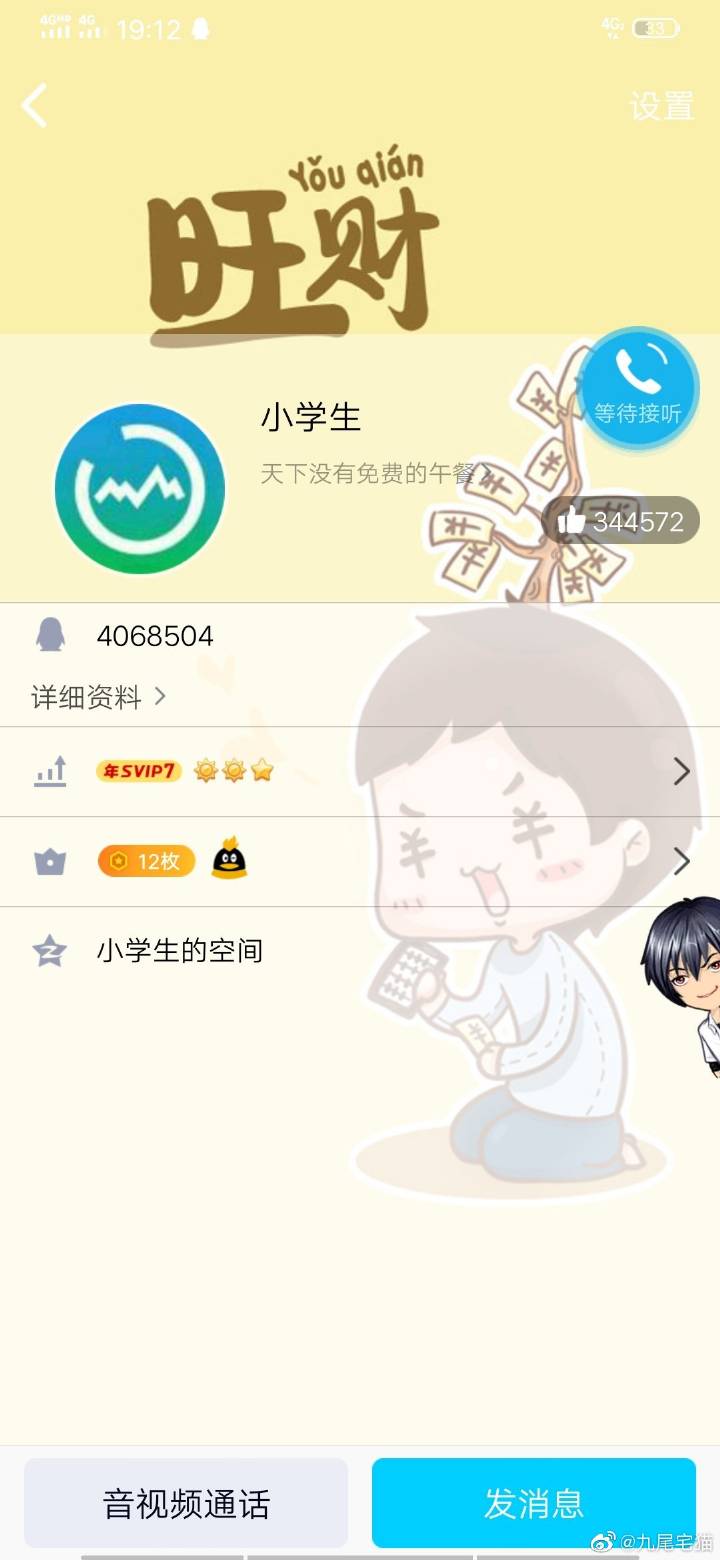 4GHD 4G 19:12 4G 33
设置
Yǒu qián
旺财
等待接听
小学生
天下没有免费的午餐
344572
4068504
详细资料
年SVIP7
12枚
小学生的空间
音视频通话
发消息
@九尾宅猫